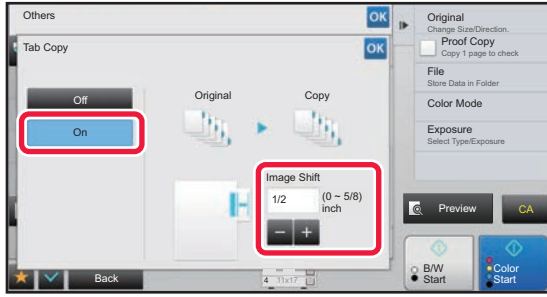 Others
OK
Tab Copy
OK
Off
On
Original
Copy
Image Shift
1/2
(0 ~ 5/8)
inch
Back
4 11x17
Original
Change Size/Direction.
Proof Copy
Copy 1 page to check
File
Store Data in Folder
Color Mode
Exposure
Select Type/Exposure
Preview
CA
B/W
Start
Color
Start